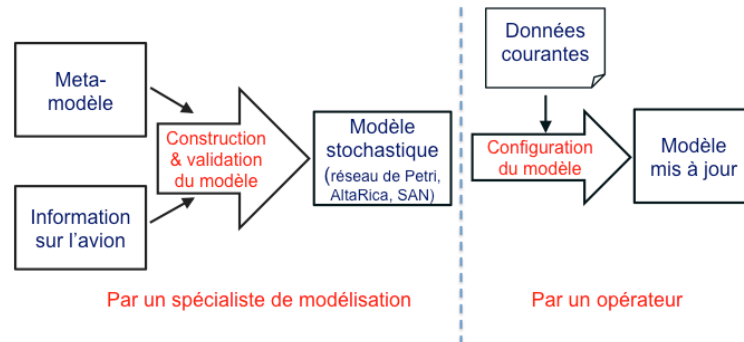 Meta-
modèle
Information
sur l'avion
Construction
& validation
du modèle
Modèle
stochastique
(réseau de Petri,
AltaRica, SAN)
Par un spécialiste de modélisation
Données
courantes
Configuration
du modèle
Modèle
mis à jour
Par un opérateur